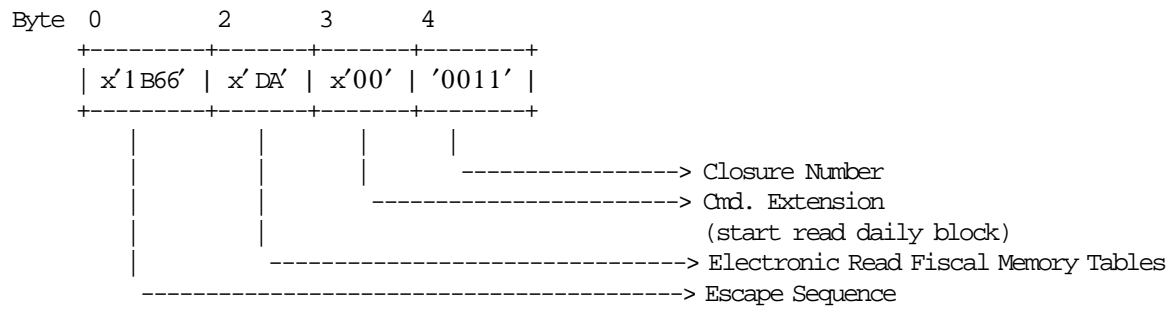 Byte 0 2 3 4
+---------+-------+-------+--------+
| x'1B66' | x'DA' | x'00' | '0011' |
+---------+-------+-------+--------+
| | | |
| | | -----------------> Closure Number
| | ------------------------> Cmd. Extension
| | (start read daily block)
| --------------------------------> Electronic Read Fiscal Memory Tables
------------------------------------------> Escape Sequence